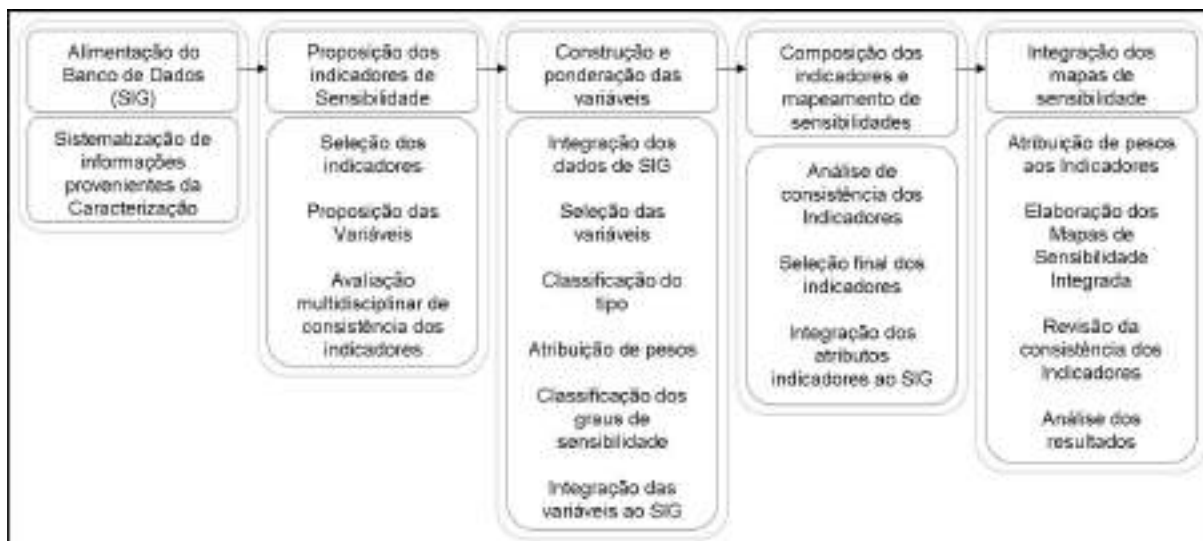 Alimentação do
Banco de Dados
(SIG)
Sistematização de
informações
provenientes da
Caracterização
Proposição dos
indicadores de
Sensibilidade
Seleção dos
indicadores
Proposição das
Variáveis
Avaliação
multidisciplinar de
consistência dos
indicadores
Construção e
ponderação das
variáveis
Integração dos
dados de SIG
Seleção das
variáveis
Classificação do
tipo
Atribuição de pesos
Classificação dos
graus de
sensibilidade
Integração das
variáveis ao SIG
Composição dos
indicadores e
mapeamento de
sensibilidades
Análise de
consistência dos
Indicadores
Seleção final dos
indicadores
Integração dos
atributos
indicadores ao SIG
Integração dos
mapas de
sensibilidade
Atribuição de pesos
aos Indicadores
Elaboração dos
Mapas de
Sensibilidade
Integrada
Revisão da
consistência dos
Indicadores
Análise dos
resultados